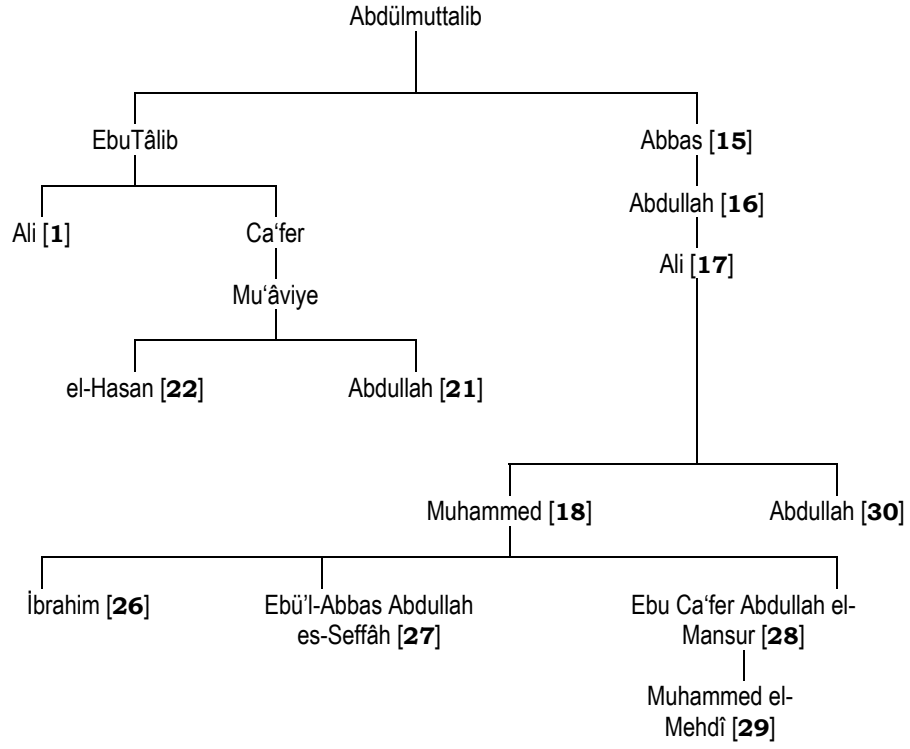 Abdülmuttalib
EbuTâlib
Abbas [15]
Ali [1]
Ca‘fer
Abdullah [16]
Ali [17]
Mu‘âviye
el-Hasan [22]
Abdullah [21]
Muhammed [18]
Abdullah [30]
İbrahim [26]
Ebü’l-Abbas Abdullah
es-Seffâh [27]
Ebu Ca‘fer Abdullah el-
Mansur [28]
Muhammed el-
Mehdî [29]